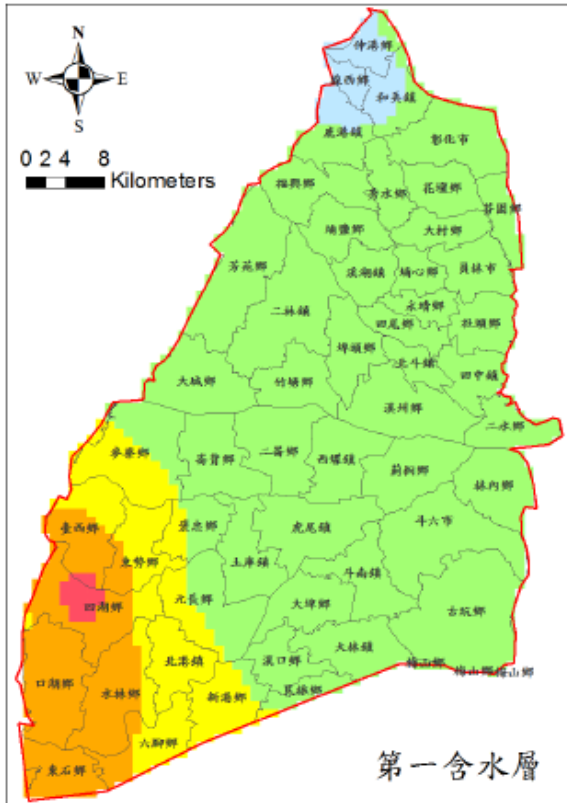 N
W E
S
0 2 4 8
Kilometers
伸港鄉
線西鄉
和美鎮
鹿港鎮
彰化市
福興鄉
秀水鄉
花壇鄉
芬園鄉
埔鹽鄉
大村鄉
芳苑鄉
溪湖鎮
埔心鄉
員林市
二林鎮
永靖鄉
田尾鄉
社頭鄉
埤頭鄉
北斗鎮
田中鎮
大城鄉
竹塘鄉
溪州鄉
二水鄉
麥寮鄉
崙背鄉
二崙鄉
西螺鎮
莿桐鄉
林內鄉
臺西鄉
東勢鄉
褒忠鄉
虎尾鎮
斗六市
土庫鎮
斗南鎮
四湖鄉
元長鄉
大埤鄉
古坑鄉
口湖鄉
水林鄉
北港鎮
新港鄉
溪口鄉
大林鎮
民雄鄉
梅山鄉
梅山鄉
梅山鄉
六腳鄉
東石鄉
第一含水層